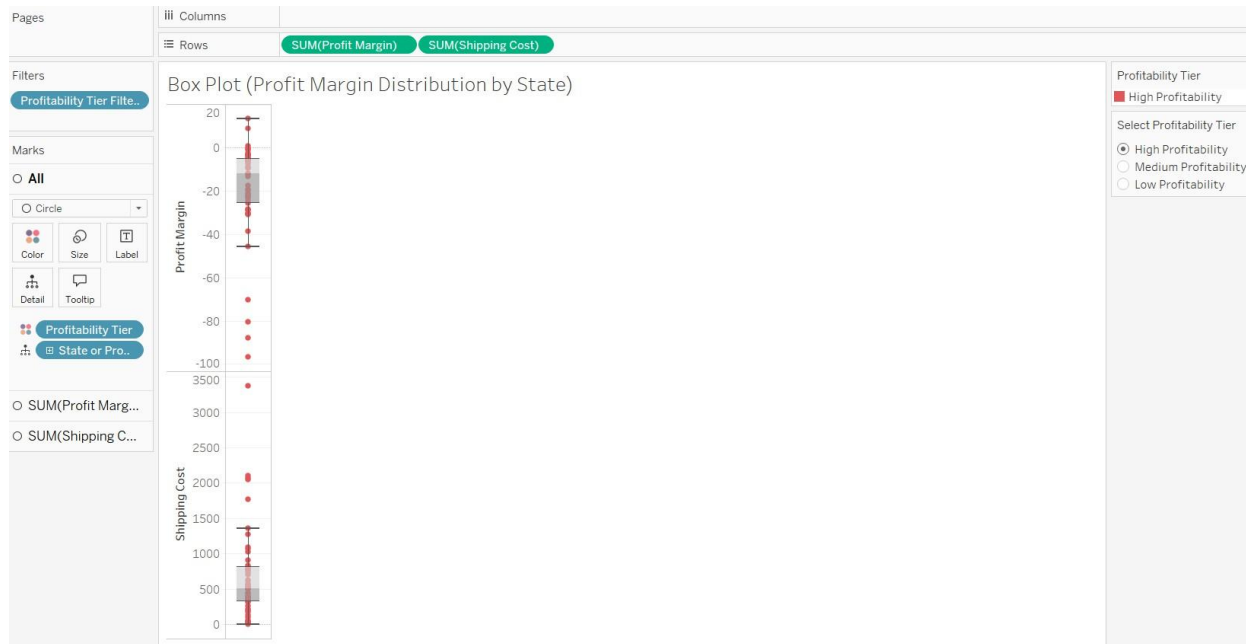 Pages
Columns
Rows
SUM(Profit Margin)
SUM(Shipping Cost)
Filters
Profitability Tier Filte..
Marks
All
Circle
Color
Size
Label
Detail
Tooltip
Profitability Tier
State or Pro..
SUM(Profit Marg...
SUM(Shipping C...
Box Plot (Profit Margin Distribution by State)
Profit Margin
20
0
-20
-40
-60
-80
-100
Shipping Cost
3500
3000
2500
2000
1500
1000
500
0
Profitability Tier
High Profitability
Select Profitability Tier
High Profitability
Medium Profitability
Low Profitability